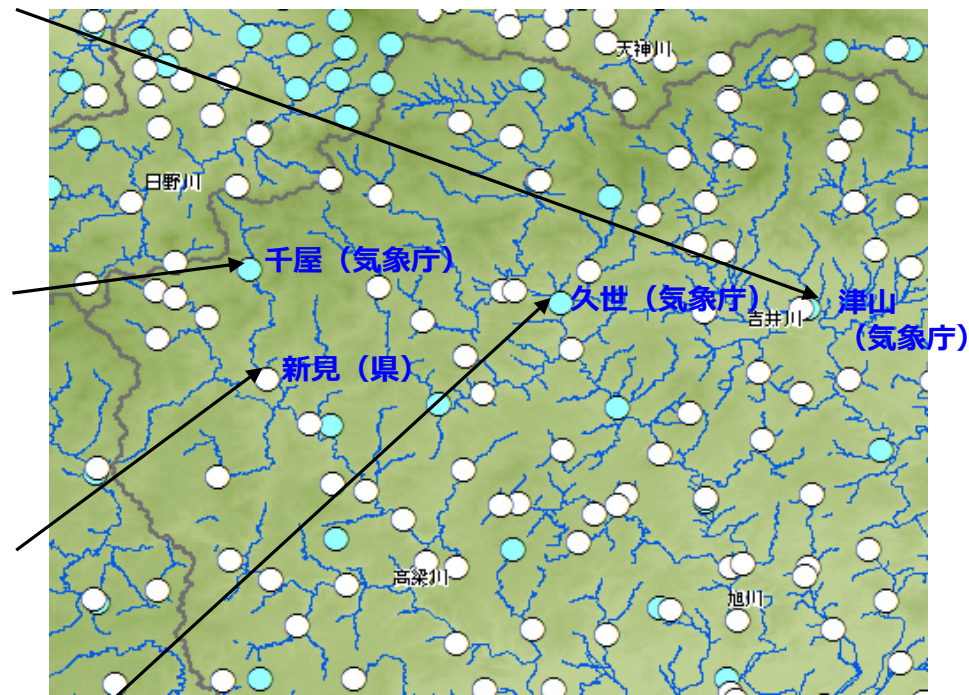 天神川
日野川
千屋（気象庁）
久世（気象庁）
津山
（気象庁）
吉井川
新見（県）
高梁川
旭川